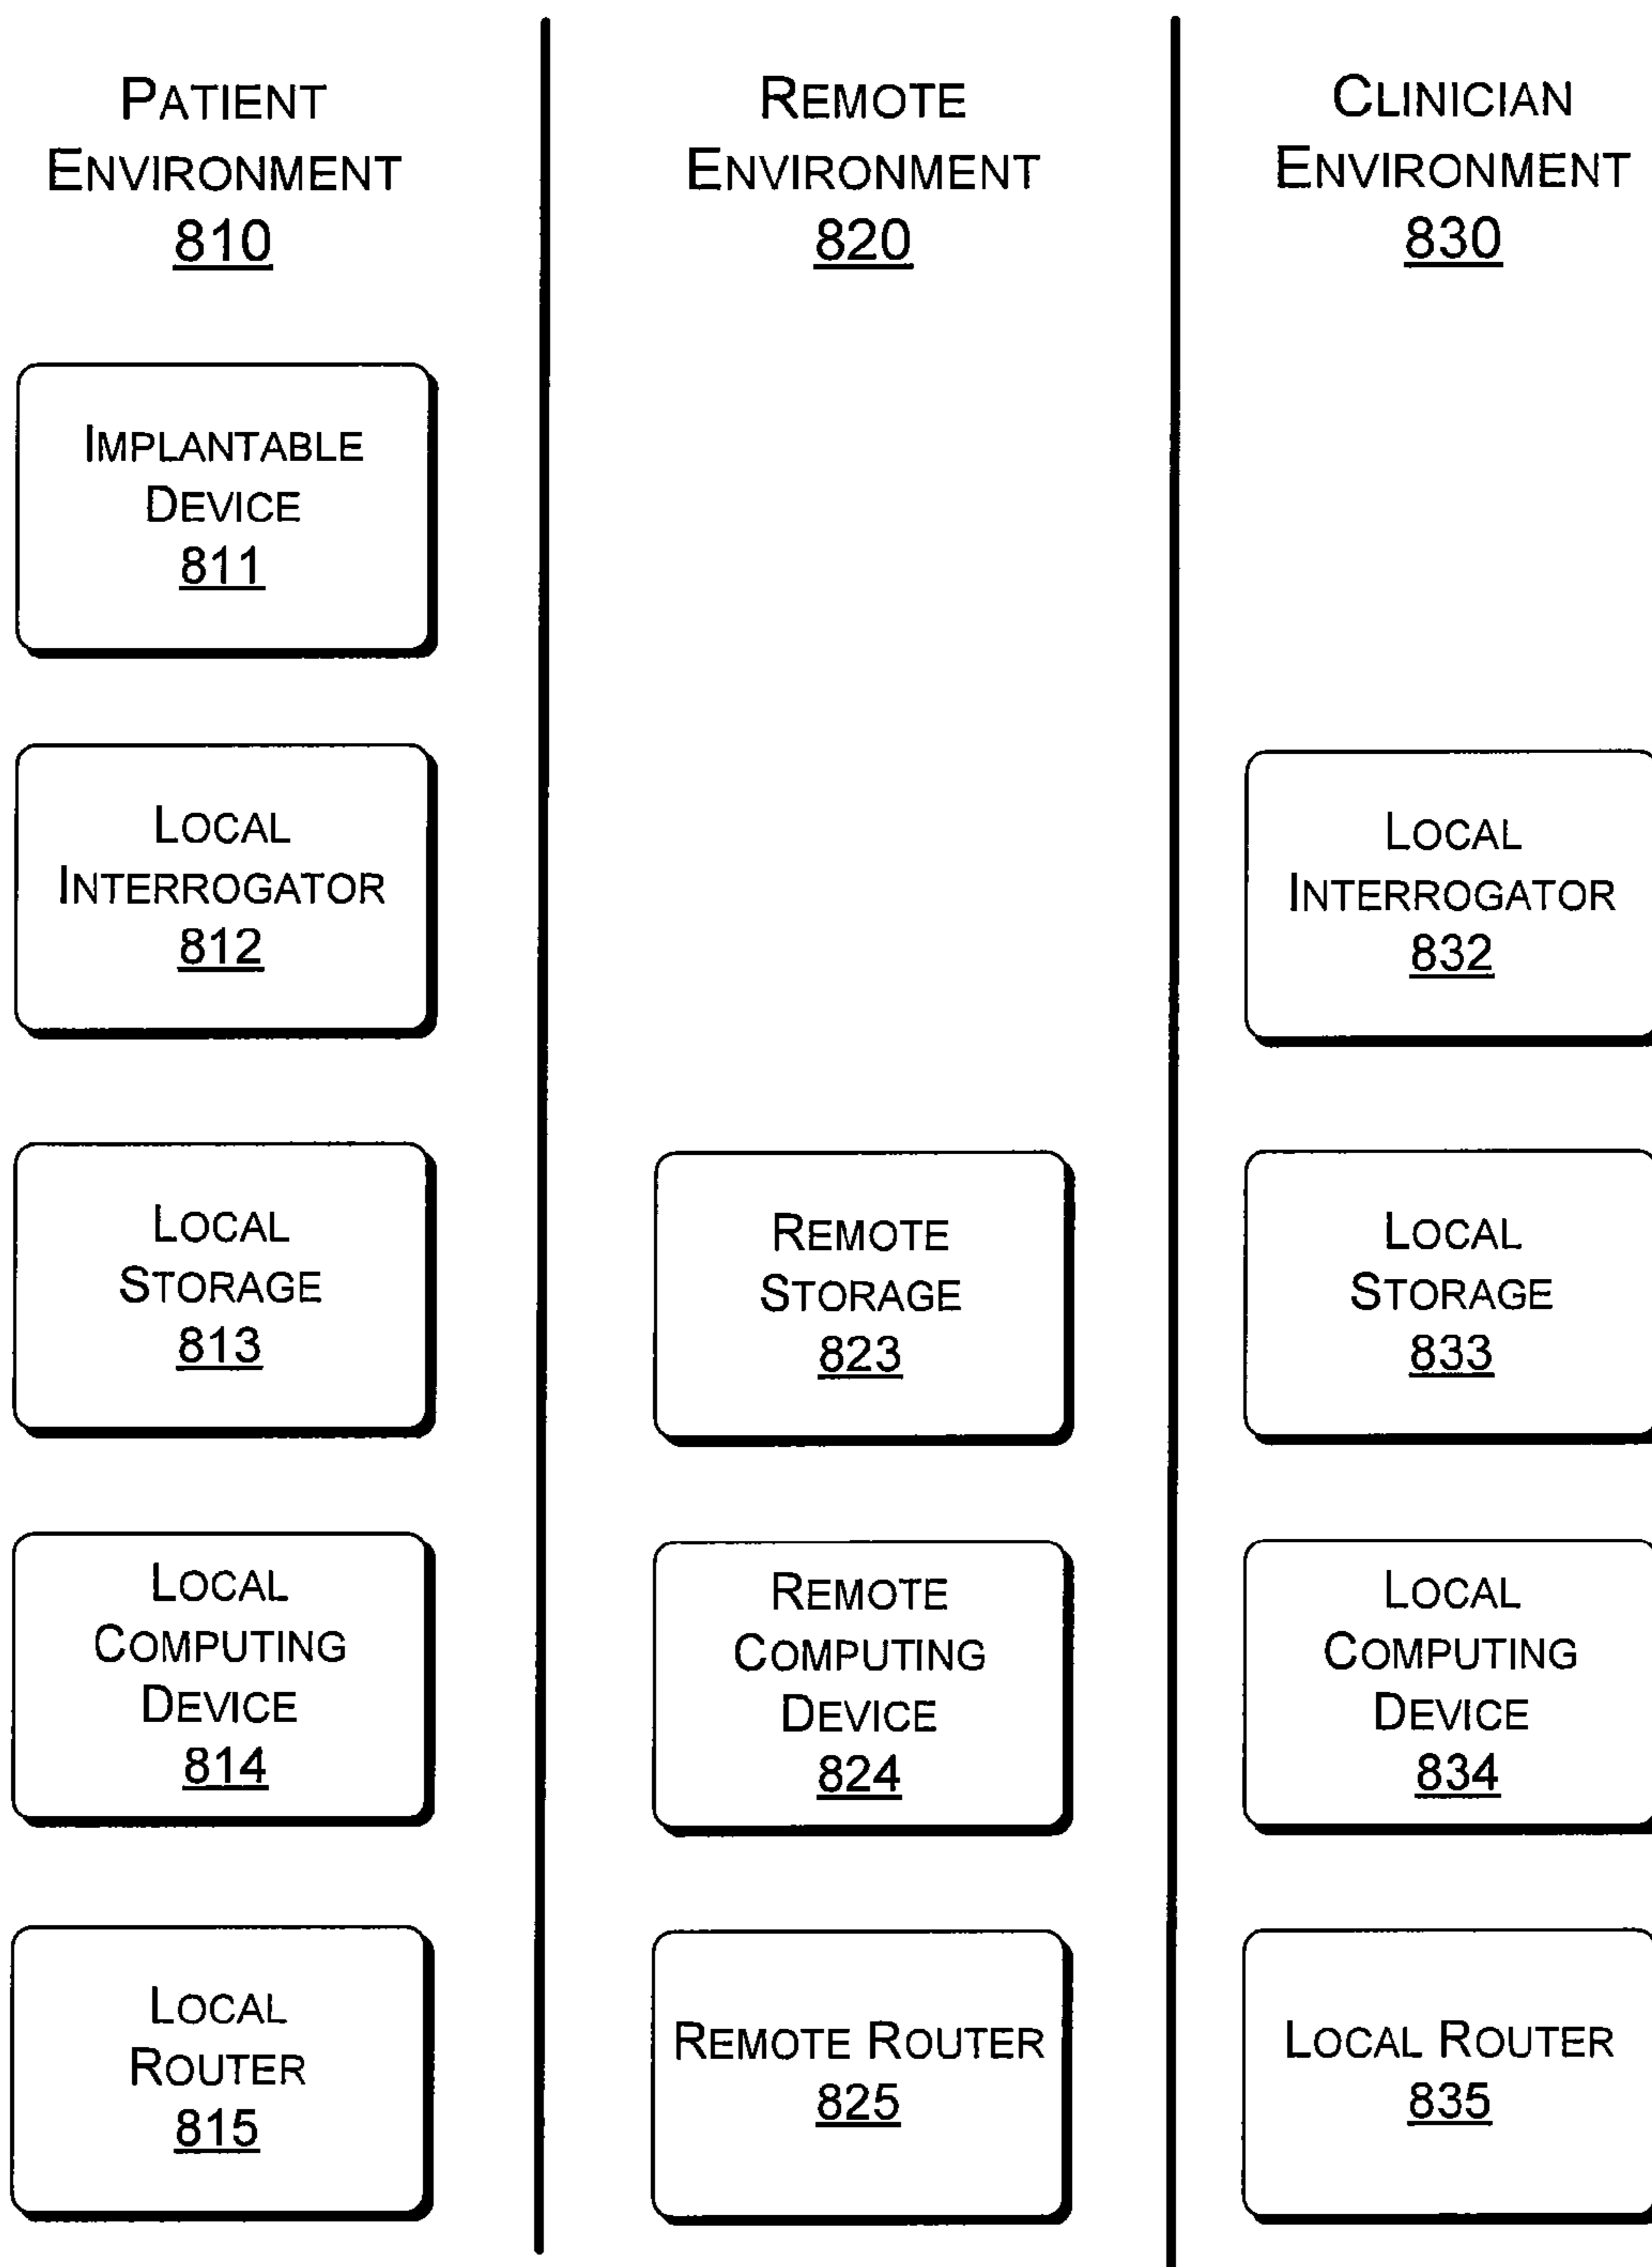 PATIENT
ENVIRONMENT
810
IMPLANTABLE
DEVICE
811
LOCAL
INTERROGATOR
812
LOCAL
STORAGE
813
LOCAL
COMPUTING
DEVICE
814
LOCAL
ROUTER
815
REMOTE
ENVIRONMENT
820
REMOTE
STORAGE
823
REMOTE
COMPUTING
DEVICE
824
REMOTE ROUTER
825
CLINICIAN
ENVIRONMENT
830
LOCAL
INTERROGATOR
832
LOCAL
STORAGE
833
LOCAL
COMPUTING
DEVICE
834
LOCAL ROUTER
835